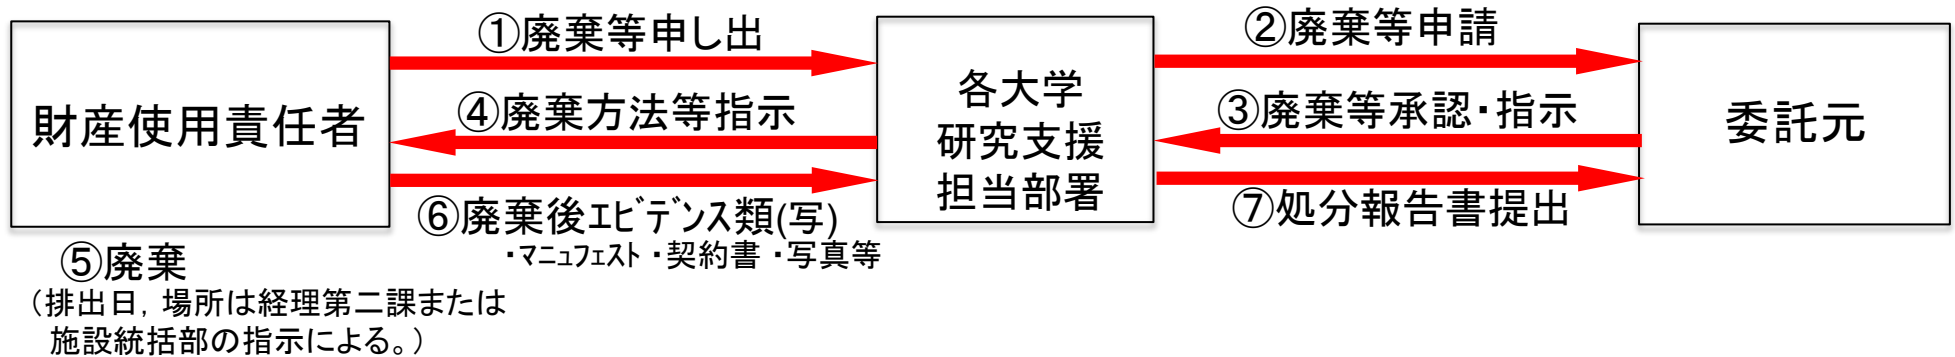 ①廃棄等申し出
②廃棄等申請
財産使用責任者
各大学
研究支援
担当部署
委託元
④廃棄方法等指示
③廃棄等承認・指示
⑥廃棄後ｴﾋﾞﾃﾞﾝｽ類(写)
・ﾏﾆｭﾌｪｽﾄ・契約書・写真等
⑦処分報告書提出
⑤廃棄
（排出日，場所は経理第二課または
施設統括部の指示による。）